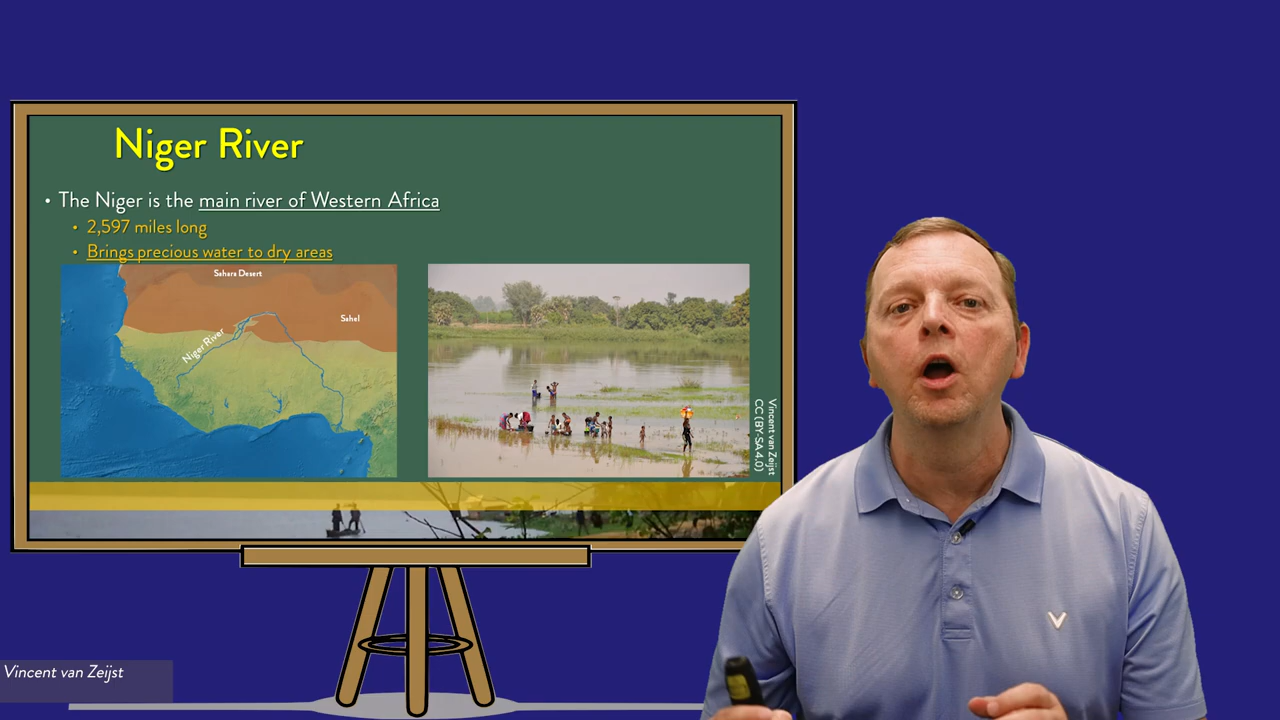 Niger River
• The Niger is the main river of Western Africa
• 2,597 miles long
• Brings precious water to dry areas
Sahara Desert
Sahel
Niger River
Vincent van Zeijst
CC (BY-SA 4.0)
Vincent van Zeijst